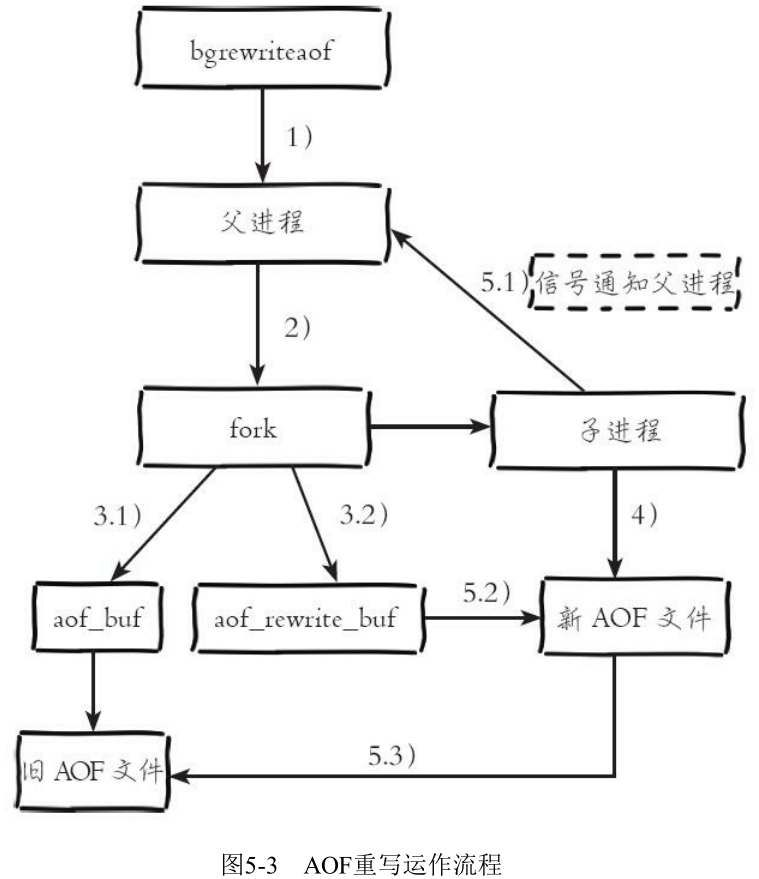 bgrewriteaof
1)
父进程
5.1)
信号通知父进程
2)
fork
子进程
3.1)
3.2)
4)
aof_buf
aof_rewrite_buf
5.2)
新 AOF 文件
旧 AOF 文件
5.3)
图5-3 AOF重写运作流程